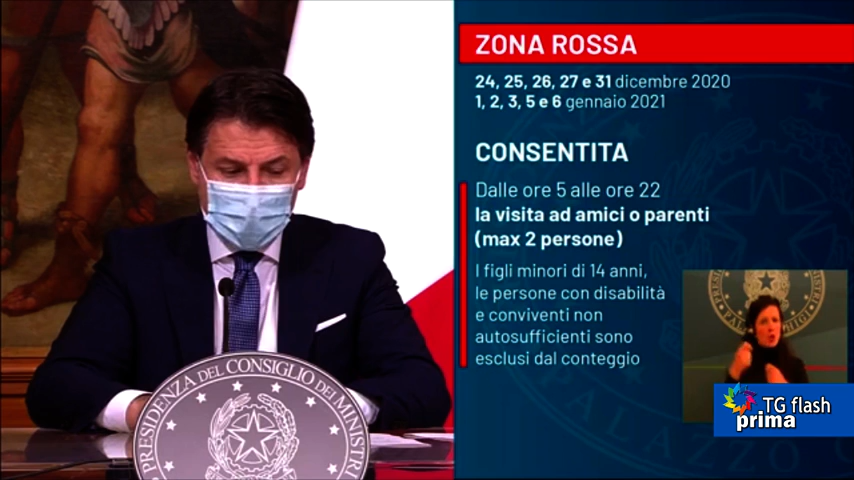 ZONA ROSSA
24, 25, 26, 27 e 31 dicembre 2020
1, 2, 3, 5 e 6 gennaio 2021
CONSENTITA
Dalle ore 5 alle ore 22
la visita ad amici o parenti
(max 2 persone)
I figli minori di 14 anni,
le persone con disabilità
e conviventi non
autosufficienti sono
esclusi dal conteggio
PRESIDENZA DEL CONSIGLIO DEI MINISTRI
TG flash
prima